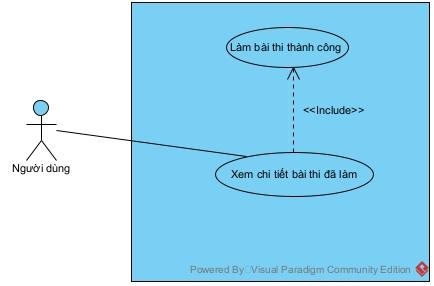 Làm bài thi thành công
<<Include>>
Người dùng
Xem chi tiết bài thi đã làm
Powered By Visual Paradigm Community Edition